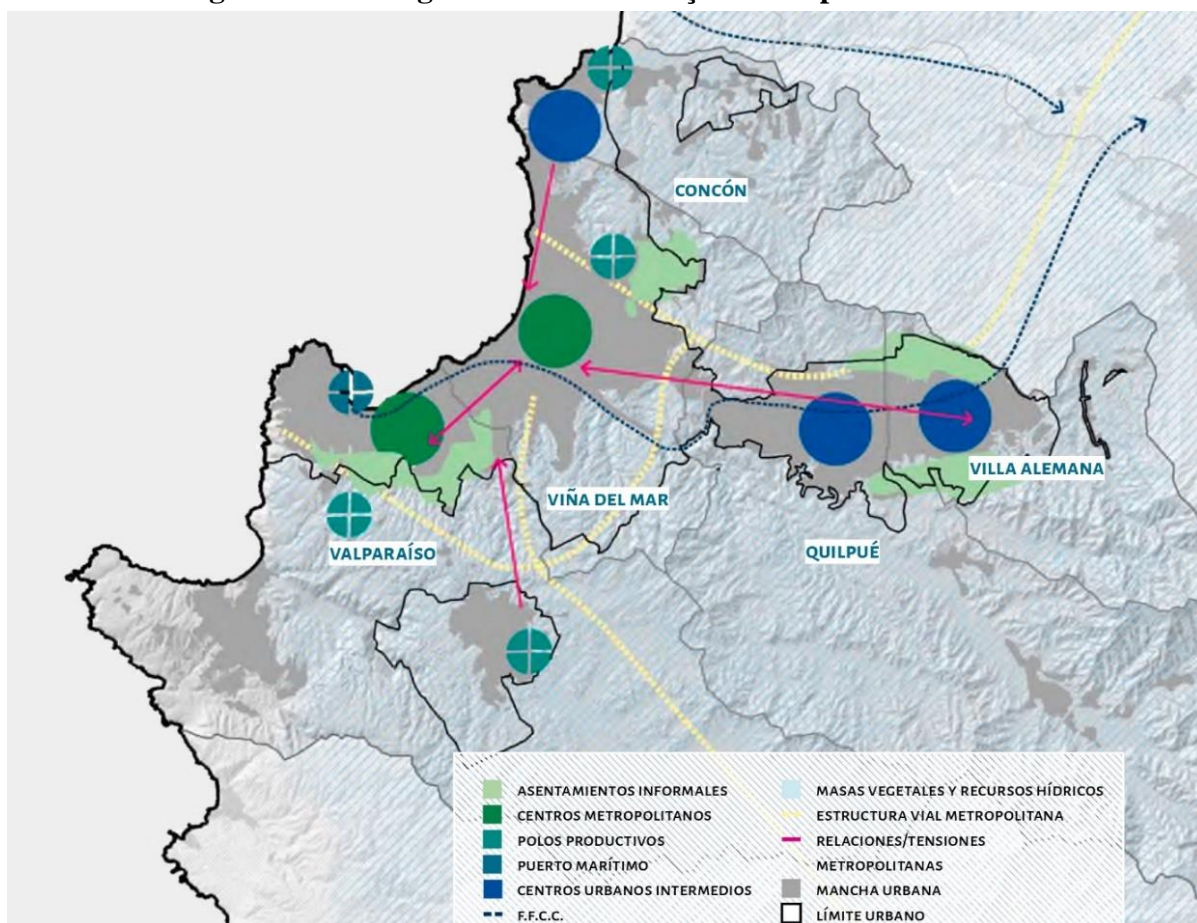 CONCÓN
VILLA ALEMANA
VIÑA DEL MAR
QUILPUÉ
VALPARAÍSO
ASENTAMIENTOS INFORMALES
CENTROS METROPOLITANOS
POLOS PRODUCTIVOS
PUERTO MARÍTIMO
CENTROS URBANOS INTERMEDIOS
F.F.C.C.
MASAS VEGETALES Y RECURSOS HÍDRICOS
ESTRUCTURA VIAL METROPOLITANA
RELACIONES/TENSIONES
METROPOLITANAS
MANCHA URBANA
LÍMITE URBANO